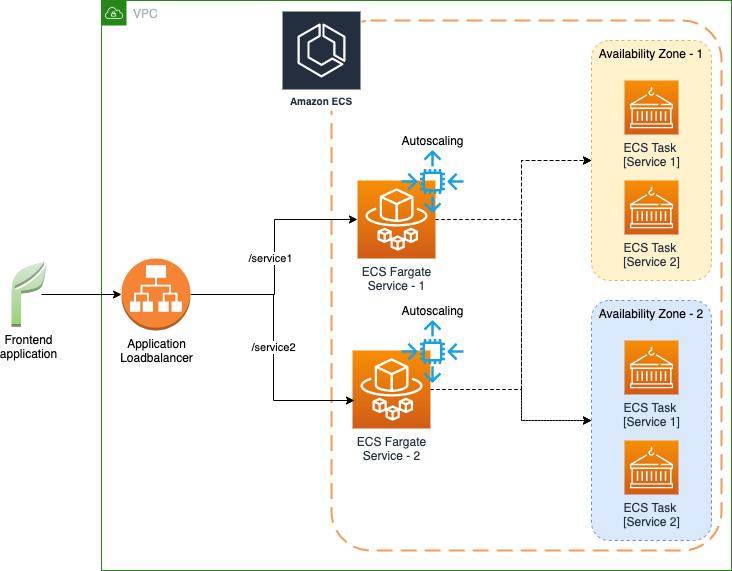 VPC
Amazon ECS
Availability Zone - 1
ECS Task
[Service 1]
ECS Task
[Service 2]
Autoscaling
/service1
ECS Fargate
Service - 1
Frontend
application
Application
Loadbalancer
/service2
Autoscaling
ECS Fargate
Service - 2
Availability Zone - 2
ECS Task
[Service 1]
ECS Task
[Service 2]